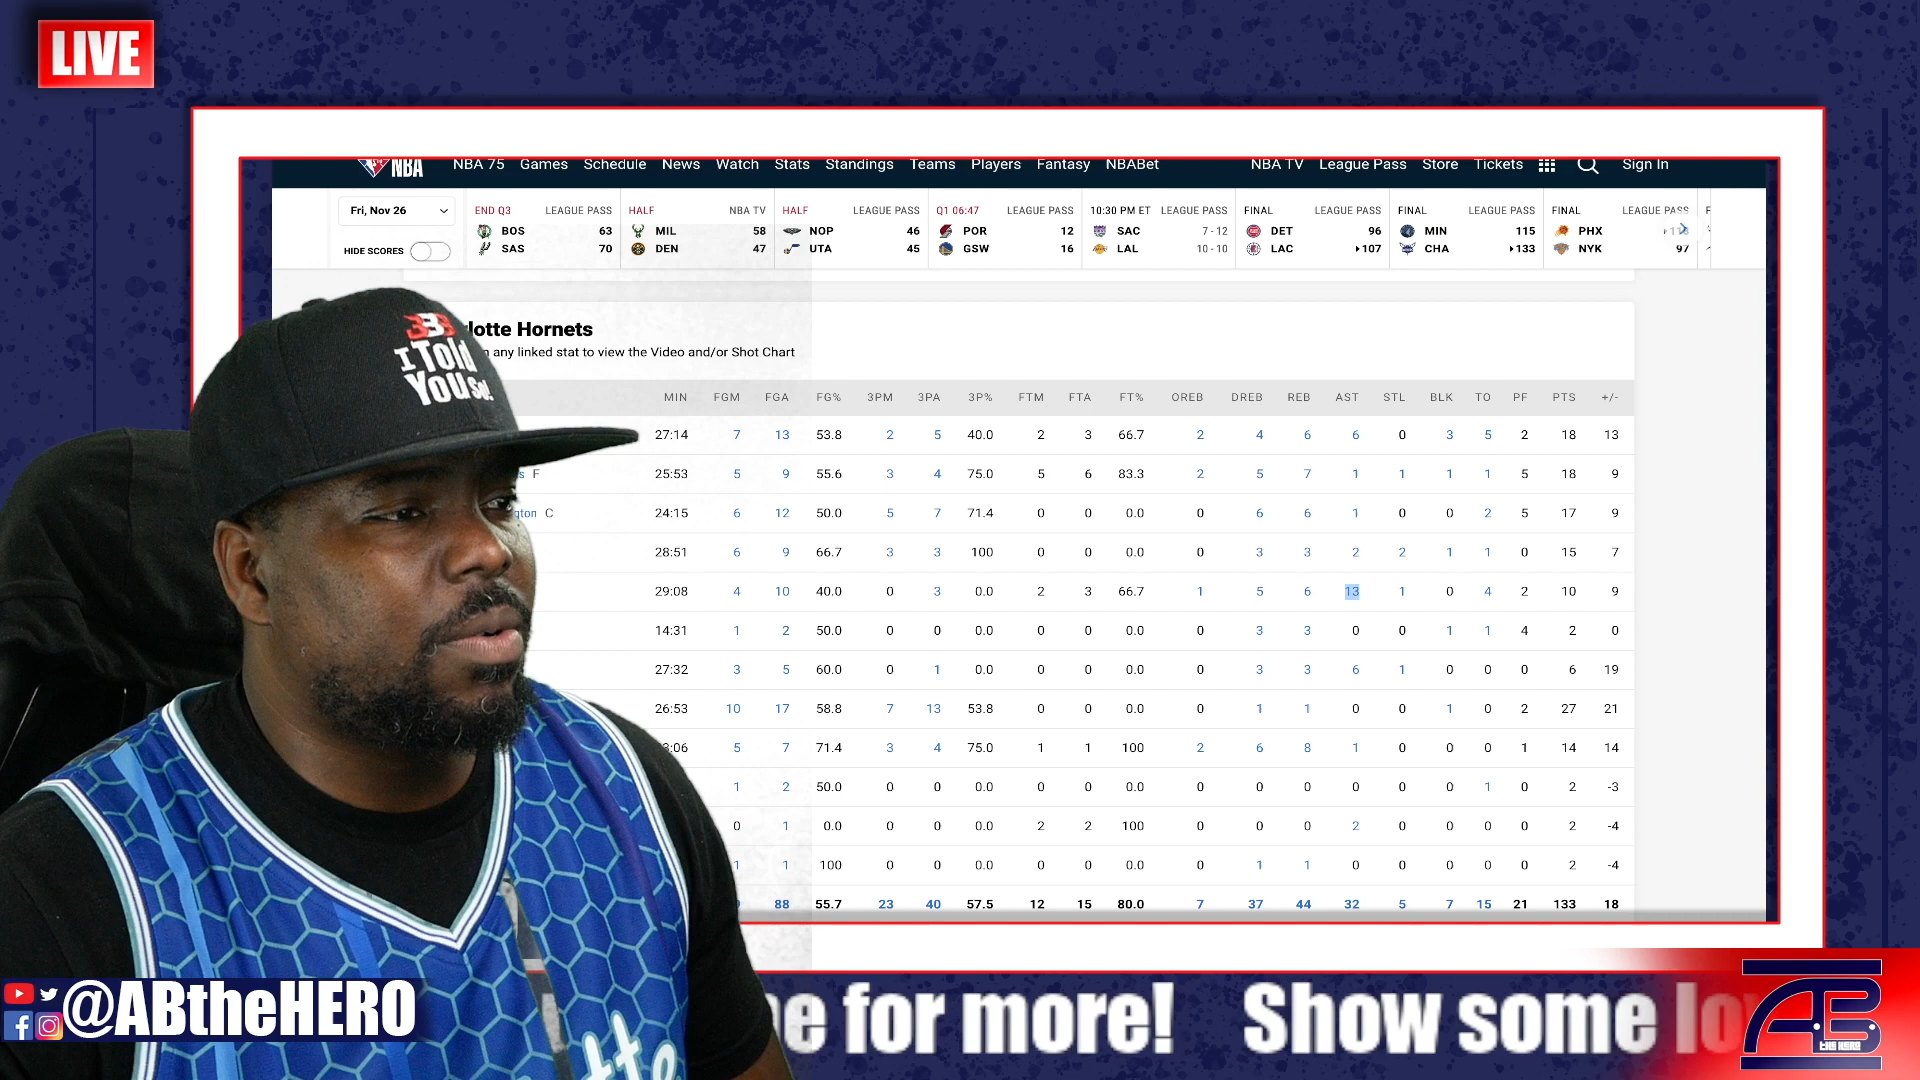 LIVE
NBA NBA 75 Games Schedule News Watch Stats Standings Teams Players Fantasy NBABet NBA TV League Pass Store Tickets Sign In
Fri, Nov 26 END Q3 LEAGUE PASS HALF NBA TV HALF LEAGUE PASS Q1 06:47 LEAGUE PASS 10:30 PM ET LEAGUE PASS FINAL LEAGUE PASS FINAL LEAGUE PASS FINAL LEAGUE PASS
BOS 63 MIL 58 NOP 46 POR 12 SAC 7 - 12 DET 96 MIN 115 PHX
HIDE SCORES SAS 70 DEN 47 UTA 45 GSW 16 LAL 10 - 10 LAC 107 CHA 133 NYK 97
lotte Hornets
any linked stat to view the Video and/or Shot Chart
MIN FGM FGA FG% 3PM 3PA 3P% FTM FTA FT% OREB DREB REB AST STL BLK TO PF PTS +/-
27:14 7 13 53.8 2 5 40.0 2 3 66.7 2 4 6 6 0 3 5 2 18 13
s F 25:53 5 9 55.6 3 4 75.0 5 6 83.3 2 5 7 1 1 1 1 5 18 9
gton C 24:15 6 12 50.0 5 7 71.4 0 0 0.0 0 6 6 1 0 0 2 5 17 9
28:51 6 9 66.7 3 3 100 0 0 0.0 0 3 3 2 2 1 1 0 15 7
29:08 4 10 40.0 0 3 0.0 2 3 66.7 1 5 6 13 1 0 4 2 10 9
14:31 1 2 50.0 0 0 0.0 0 0 0.0 0 3 3 0 0 1 1 4 2 0
27:32 3 5 60.0 0 1 0.0 0 0 0.0 0 3 3 6 1 0 0 0 6 19
26:53 10 17 58.8 7 13 53.8 0 0 0.0 0 1 1 0 0 1 0 2 27 21
3:06 5 7 71.4 3 4 75.0 1 1 100 2 6 8 1 0 0 0 1 14 14
1 2 50.0 0 0 0.0 0 0 0.0 0 0 0 0 0 0 1 0 2 -3
0 1 0.0 0 0 0.0 2 2 100 0 0 0 2 0 0 0 0 2 -4
1 1 100 0 0 0.0 0 0 0.0 0 1 1 0 0 0 0 0 2 -4
88 55.7 23 40 57.5 12 15 80.0 7 37 44 32 5 7 15 21 133 18
BBB
I Told
You So!
@ABtheHERO
e for more! Show some lo
AB
THE HERO
tte